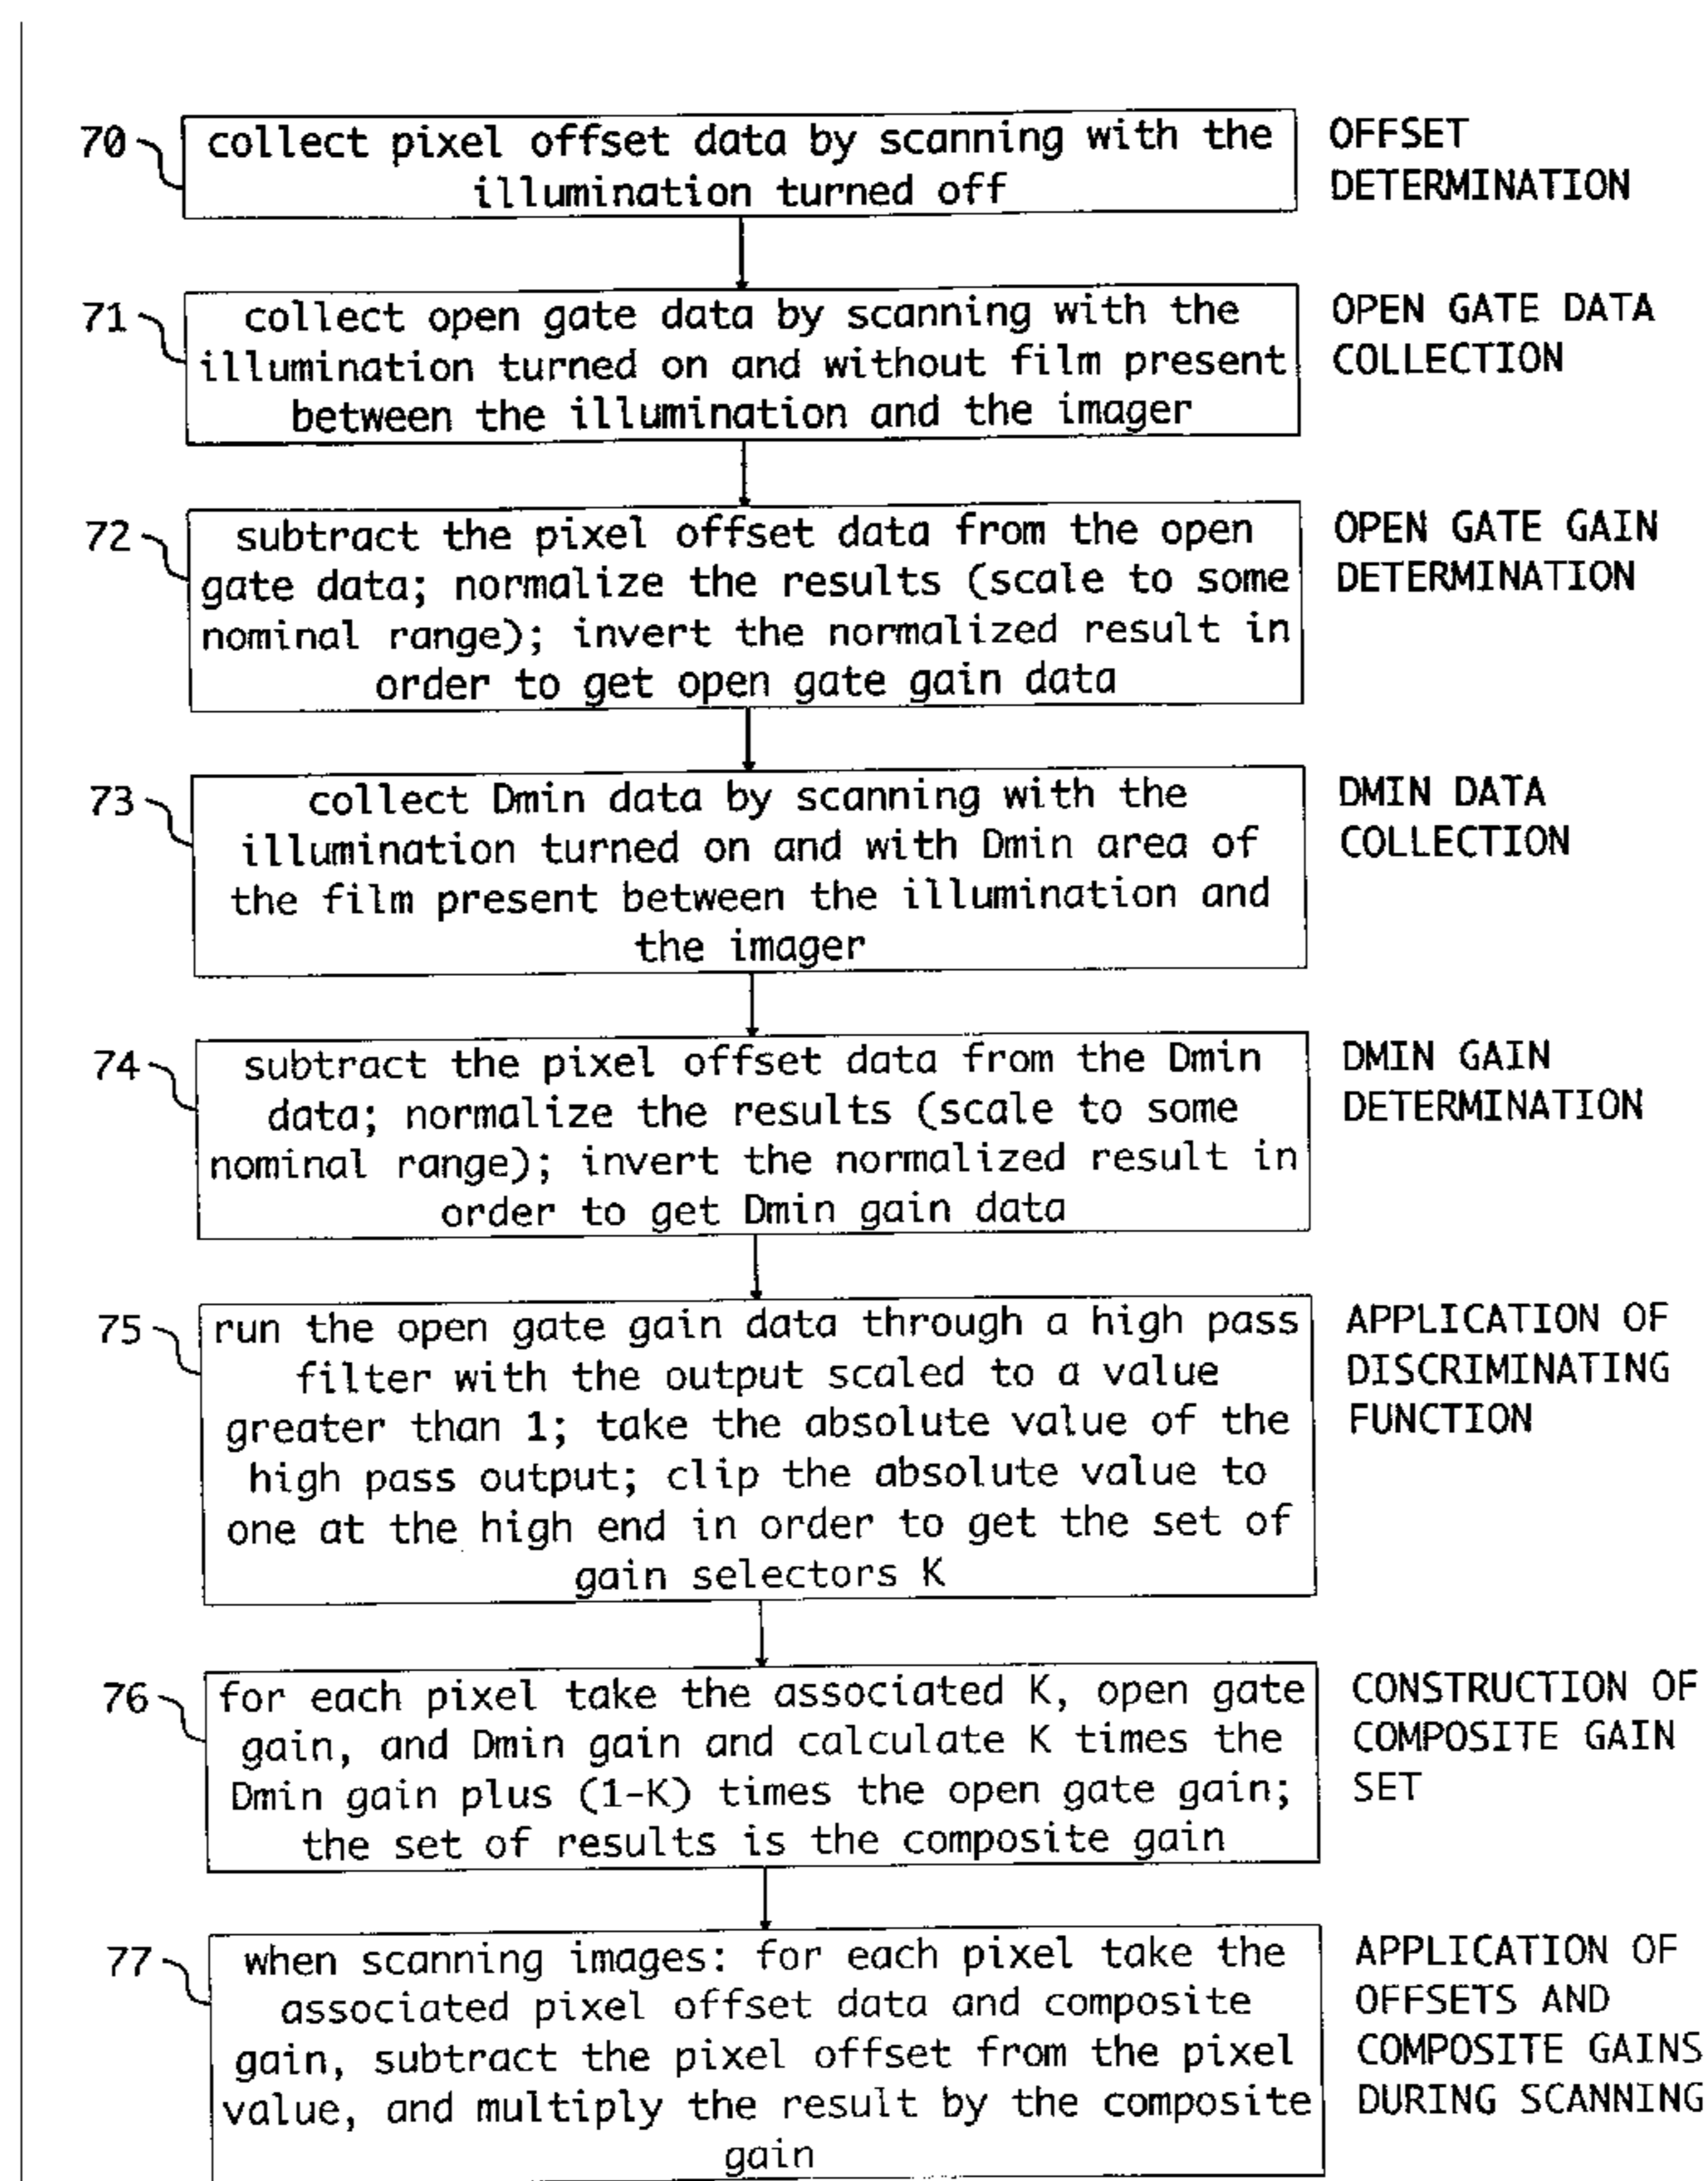 70
collect pixel offset data by scanning with the
illumination turned off
OFFSET
DETERMINATION
71
collect open gate data by scanning with the
illumination turned on and without film present
between the illumination and the imager
OPEN GATE DATA
COLLECTION
72
subtract the pixel offset data from the open
gate data; normalize the results (scale to some
nominal range); invert the normalized result in
order to get open gate gain data
OPEN GATE GAIN
DETERMINATION
73
collect Dmin data by scanning with the
illumination turned on and with Dmin area of
the film present between the illumination and
the imager
DMIN DATA
COLLECTION
74
subtract the pixel offset data from the Dmin
data; normalize the results (scale to some
nominal range); invert the normalized result in
order to get Dmin gain data
DMIN GAIN
DETERMINATION
75
run the open gate gain data through a high pass
filter with the output scaled to a value
greater than 1; take the absolute value of the
high pass output; clip the absolute value to
one at the high end in order to get the set of
gain selectors K
APPLICATION OF
DISCRIMINATING
FUNCTION
76
for each pixel take the associated K, open gate
gain, and Dmin gain and calculate K times the
Dmin gain plus (1-K) times the open gate gain;
the set of results is the composite gain
CONSTRUCTION OF
COMPOSITE GAIN
SET
77
when scanning images: for each pixel take the
associated pixel offset data and composite
gain, subtract the pixel offset from the pixel
value, and multiply the result by the composite
gain
APPLICATION OF
OFFSETS AND
COMPOSITE GAINS
DURING SCANNING